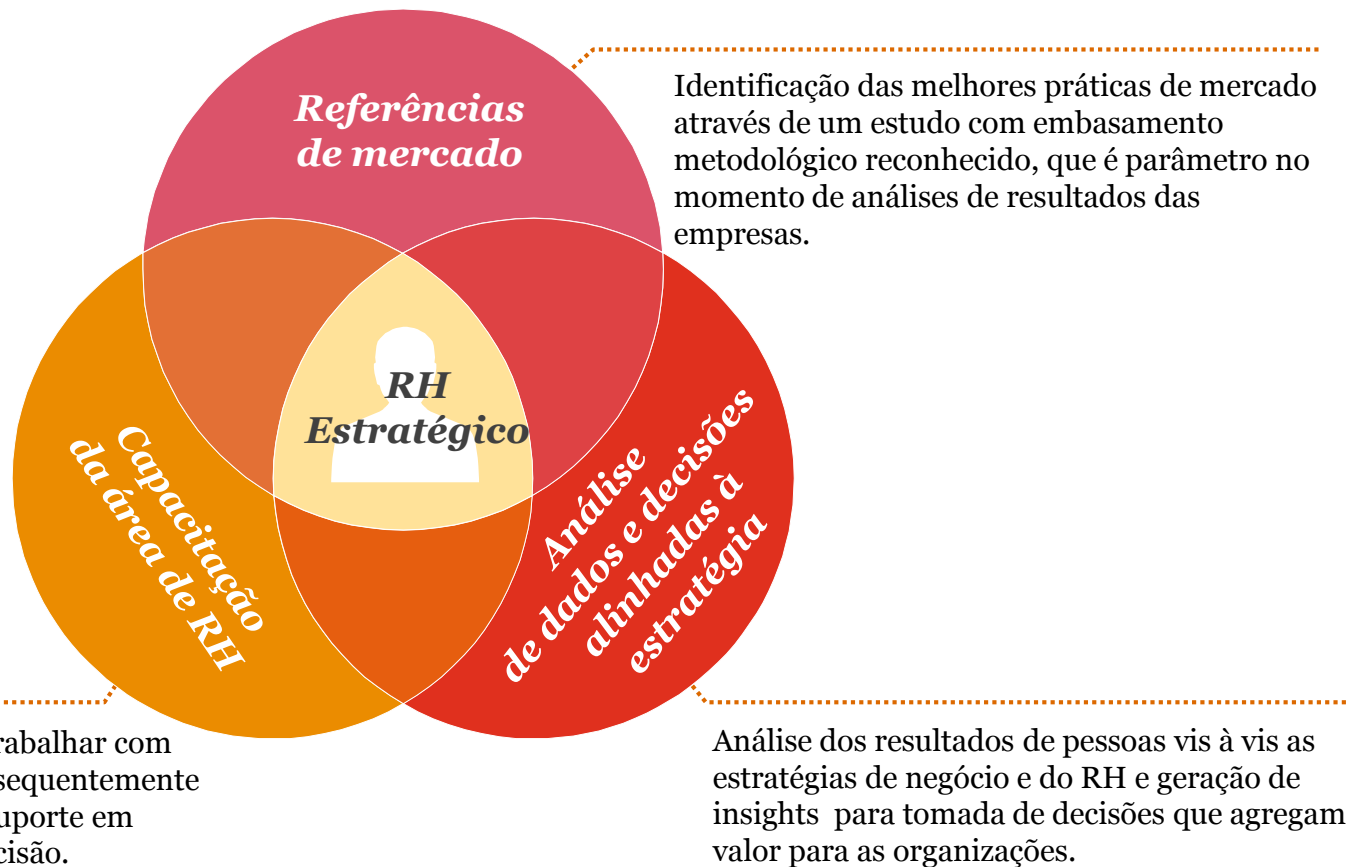 Referências
de mercado
Identificação das melhores práticas de mercado
através de um estudo com embasamento
metodológico reconhecido, que é parâmetro no
momento de análises de resultados das
empresas.
RH
Estratégico
Capacitação
da área de RH
Análise
de dados e decisões
alinhadas à
estratégia
rabalhar com
sequentemente
uporte em
cisão.
Análise dos resultados de pessoas vis à vis as
estratégias de negócio e do RH e geração de
insights para tomada de decisões que agregam
valor para as organizações.